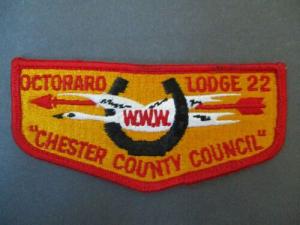 OCTORARO LODGE 22
W.W.W.
"CHESTER COUNTY COUNCIL"